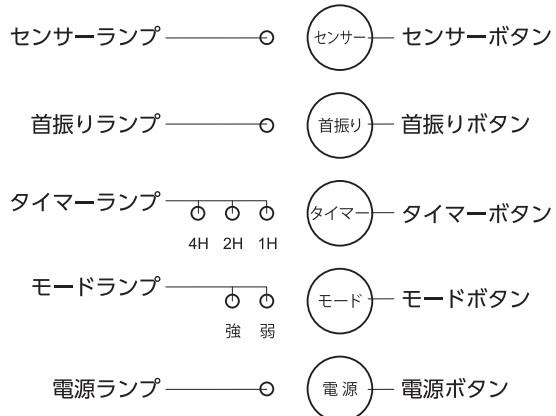 センサーランプ センサー センサーボタン
首振りランプ 首振り 首振りボタン
タイマーランプ タイマー タイマーボタン
4H 2H 1H
モードランプ モード モードボタン
強 弱
電源ランプ 電源 電源ボタン